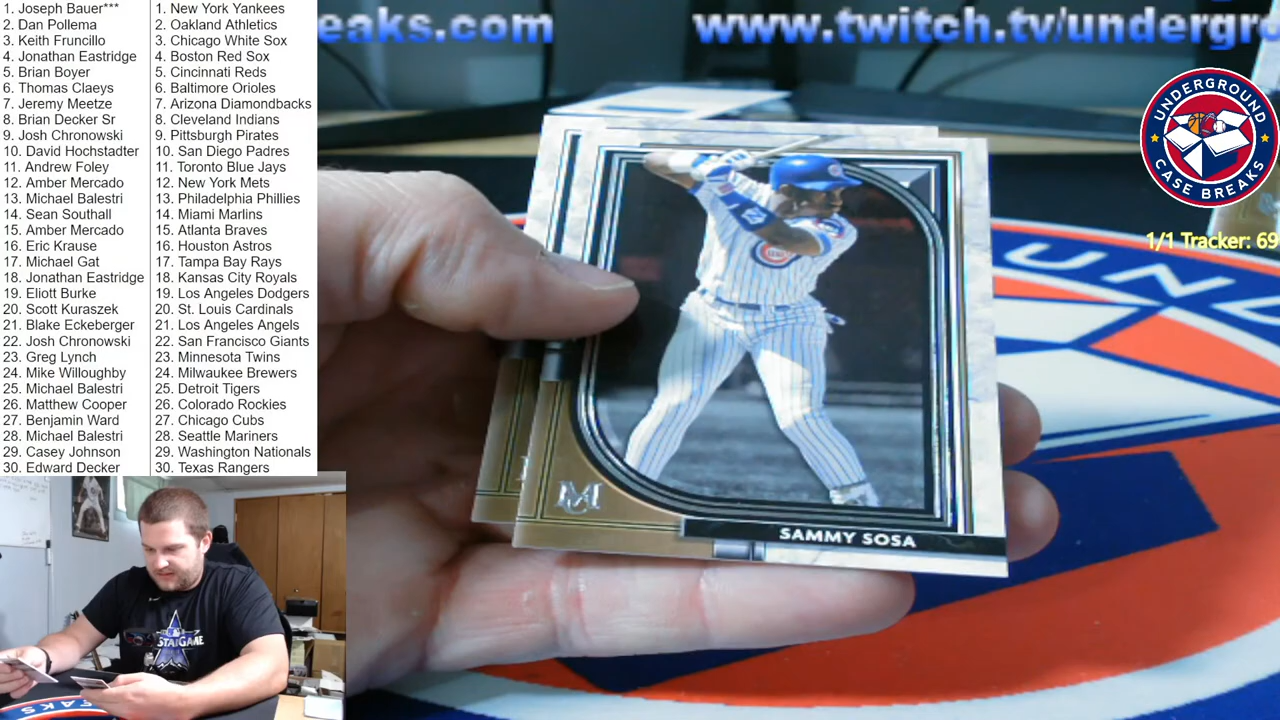 1. Joseph Bauer***
2. Dan Pollema
3. Keith Fruncillo
4. Jonathan Eastridge
5. Brian Boyer
6. Thomas Claeys
7. Jeremy Meetze
8. Brian Decker Sr
9. Josh Chronowski
10. David Hochstadter
11. Andrew Foley
12. Amber Mercado
13. Michael Balestri
14. Sean Southall
15. Amber Mercado
16. Eric Krause
17. Michael Gat
18. Jonathan Eastridge
19. Eliott Burke
20. Scott Kuraszek
21. Blake Eckeberger
22. Josh Chronowski
23. Greg Lynch
24. Mike Willoughby
25. Michael Balestri
26. Matthew Cooper
27. Benjamin Ward
28. Michael Balestri
29. Casey Johnson
30. Edward Decker
1. New York Yankees
2. Oakland Athletics
3. Chicago White Sox
4. Boston Red Sox
5. Cincinnati Reds
6. Baltimore Orioles
7. Arizona Diamondbacks
8. Cleveland Indians
9. Pittsburgh Pirates
10. San Diego Padres
11. Toronto Blue Jays
12. New York Mets
13. Philadelphia Phillies
14. Miami Marlins
15. Atlanta Braves
16. Houston Astros
17. Tampa Bay Rays
18. Kansas City Royals
19. Los Angeles Dodgers
20. St. Louis Cardinals
21. Los Angeles Angels
22. San Francisco Giants
23. Minnesota Twins
24. Milwaukee Brewers
25. Detroit Tigers
26. Colorado Rockies
27. Chicago Cubs
28. Seattle Mariners
29. Washington Nationals
30. Texas Rangers
eaks.com www.twitch.tv/undergro
UNDERGROUND
CASE BREAKS
1/1 Tracker: 69
UND
MC
SAMMY SOSA